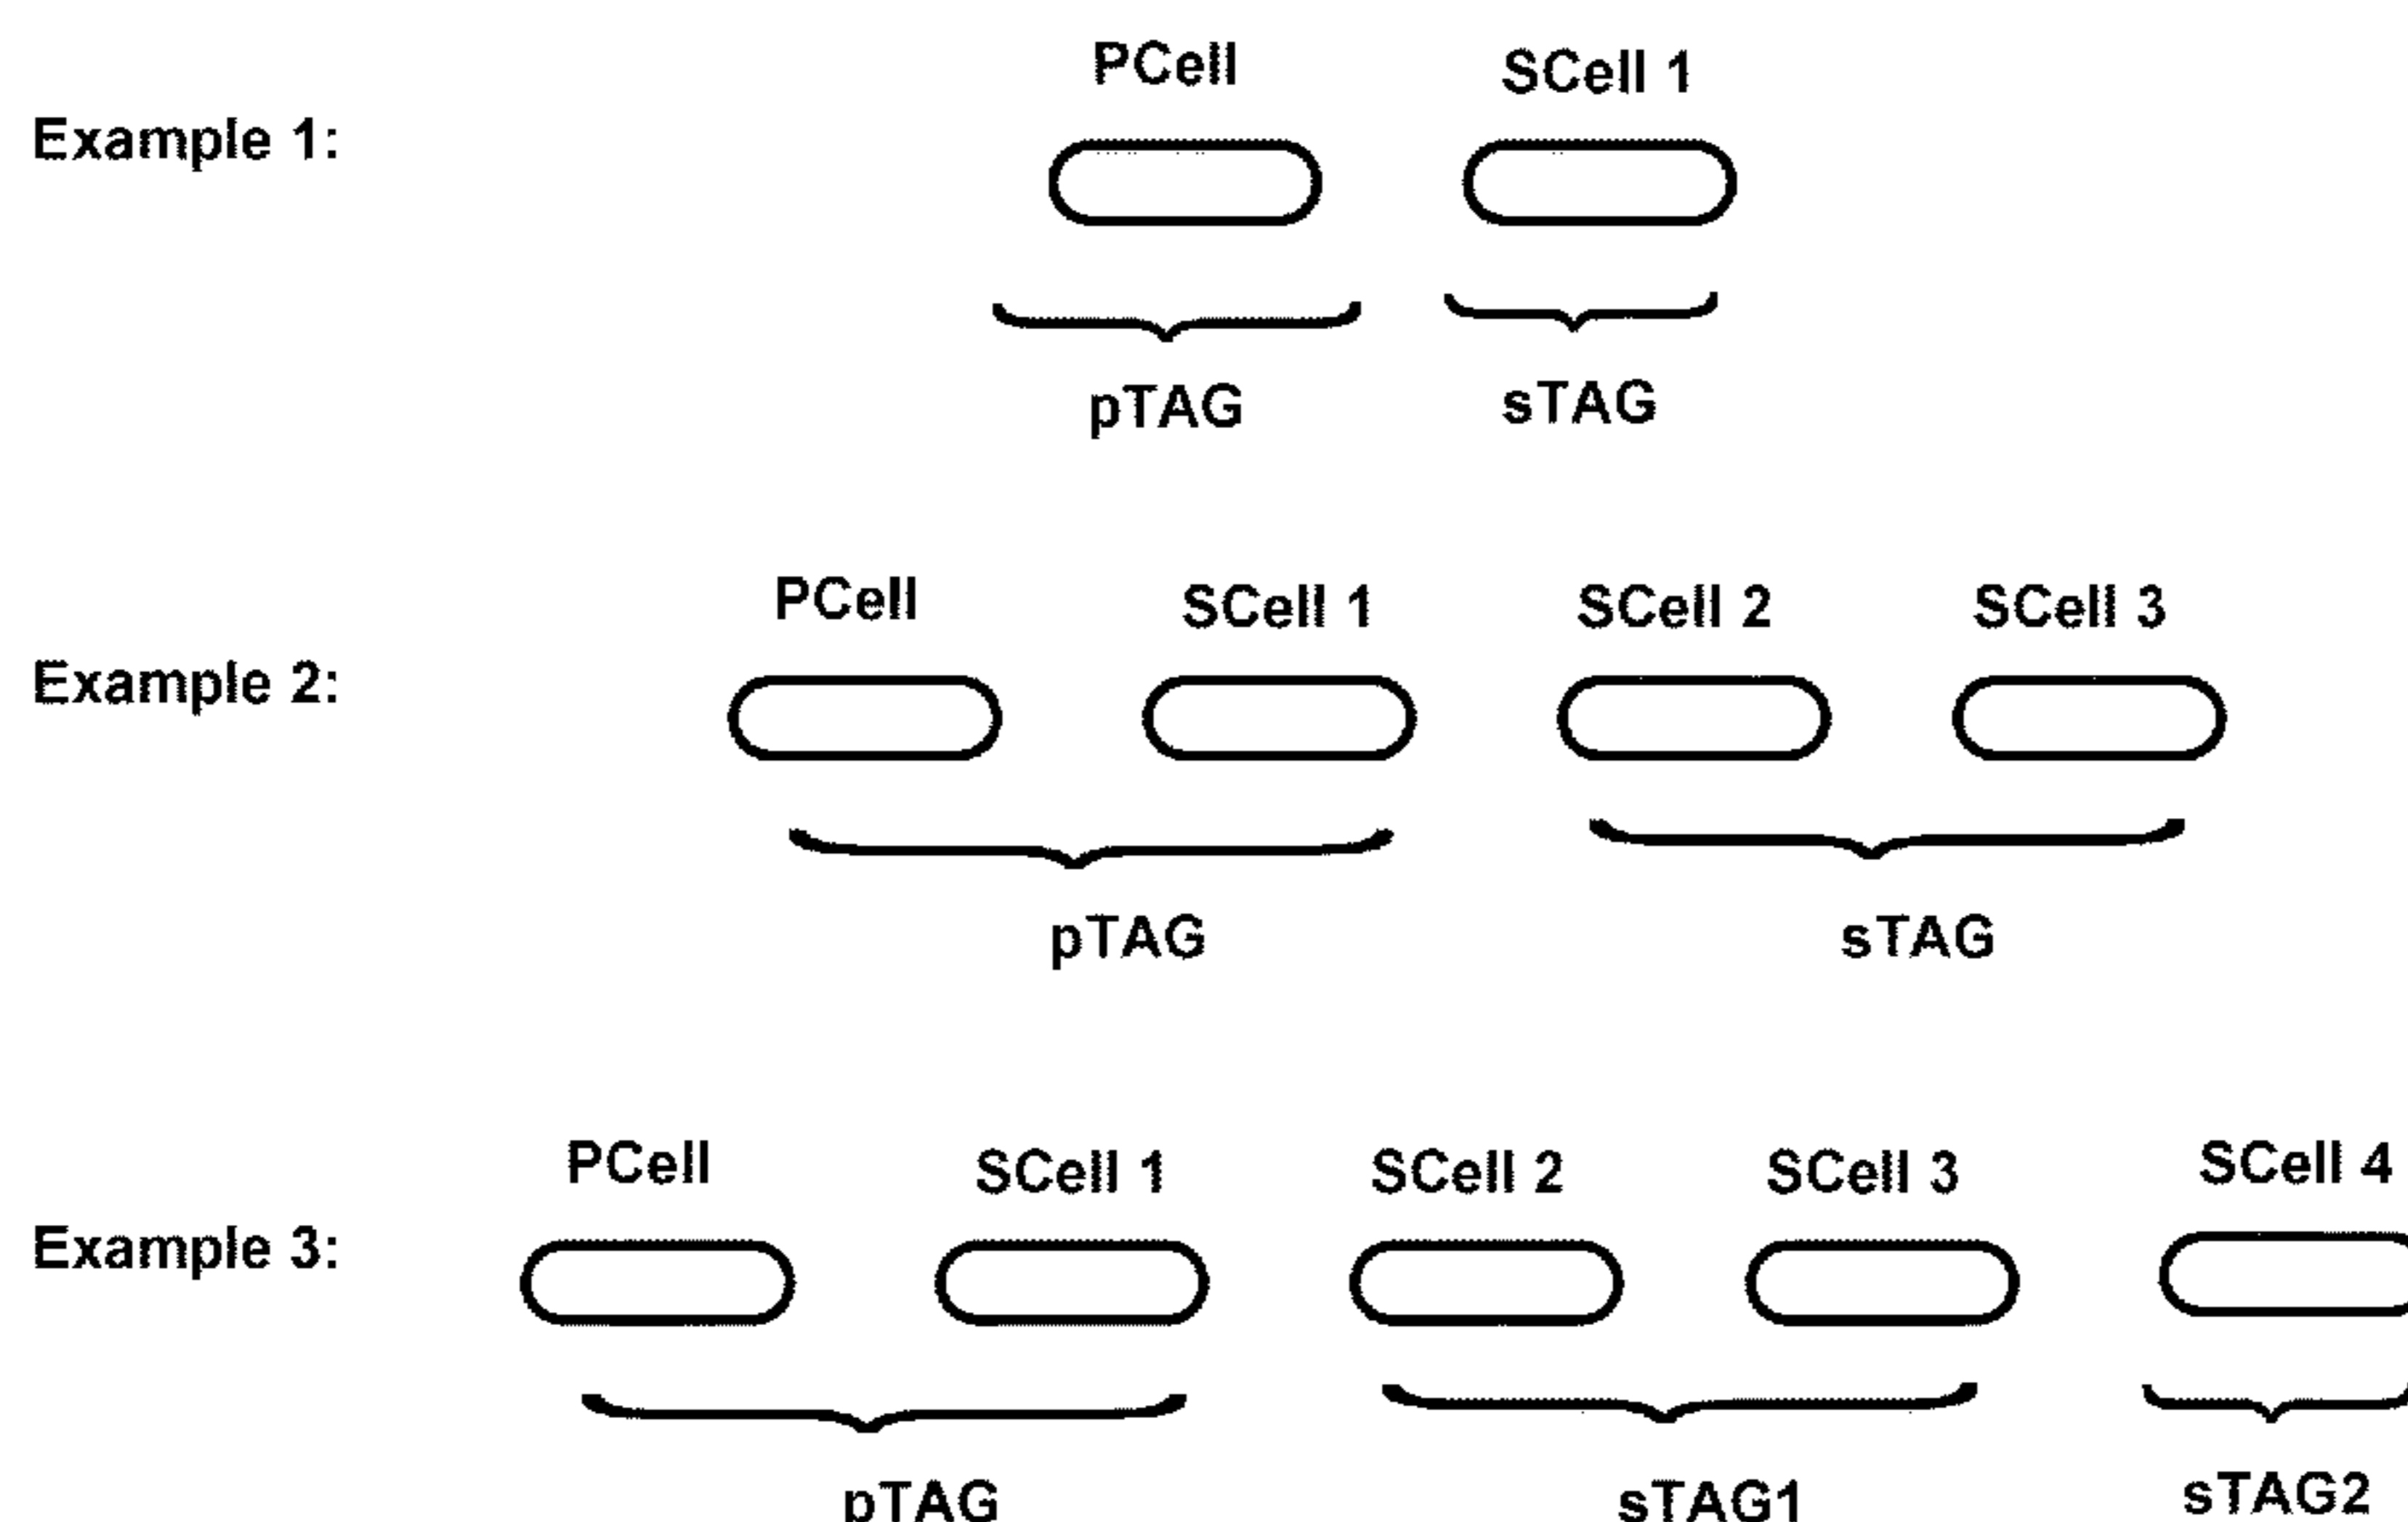 PCell SCell 1
Example 1:
pTAG sTAG
PCell SCell 1 SCell 2 SCell 3
Example 2:
pTAG sTAG
PCell SCell 1 SCell 2 SCell 3 SCell 4
Example 3:
pTAG sTAG1 sTAG2